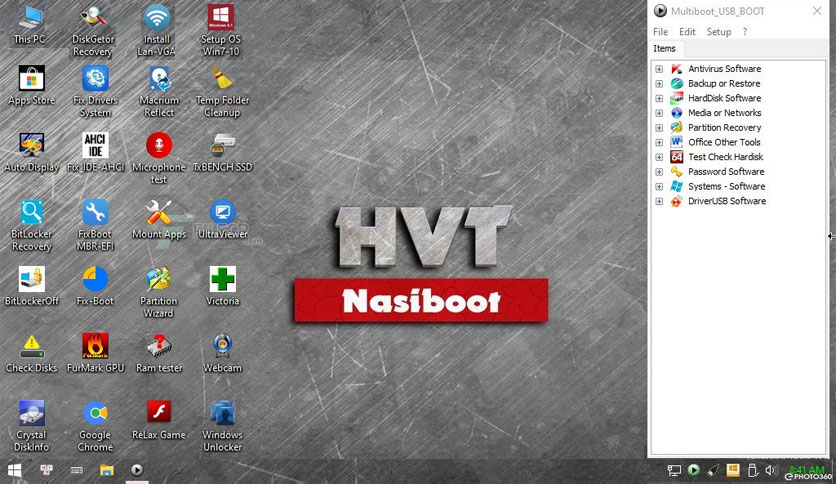 This PC
DiskGetor
Recovery
Install
Lan-VGA
Setup OS
Win7-10
Apps Store
Fix Drivers
System
Macrium
Reflect
Temp Folder
Cleanup
AHCI
IDE
Auto Display
Fix_IDE-AHCI
Microphone
test
TxBENCH SSD
BitLocker
Recovery
FixBoot
MBR-EFI
Mount Apps
UltraViewer
BitLockerOff
Fix-Boot
Partition
Wizard
Victoria
Check Disks
FurMark GPU
Ram tester
Webcam
Crystal
DiskInfo
Google
Chrome
ReLax Game
Windows
Unlocker
HVT
Nasiboot
Multiboot_USB_BOOT
File Edit Setup ?
Items
Antivirus Software
Backup or Restore
HardDisk Software
Media or Networks
Partition Recovery
Office Other Tools
64 Test Check Hardisk
Password Software
Systems - Software
DriverUSB Software
8:41 AM
PHOTO360